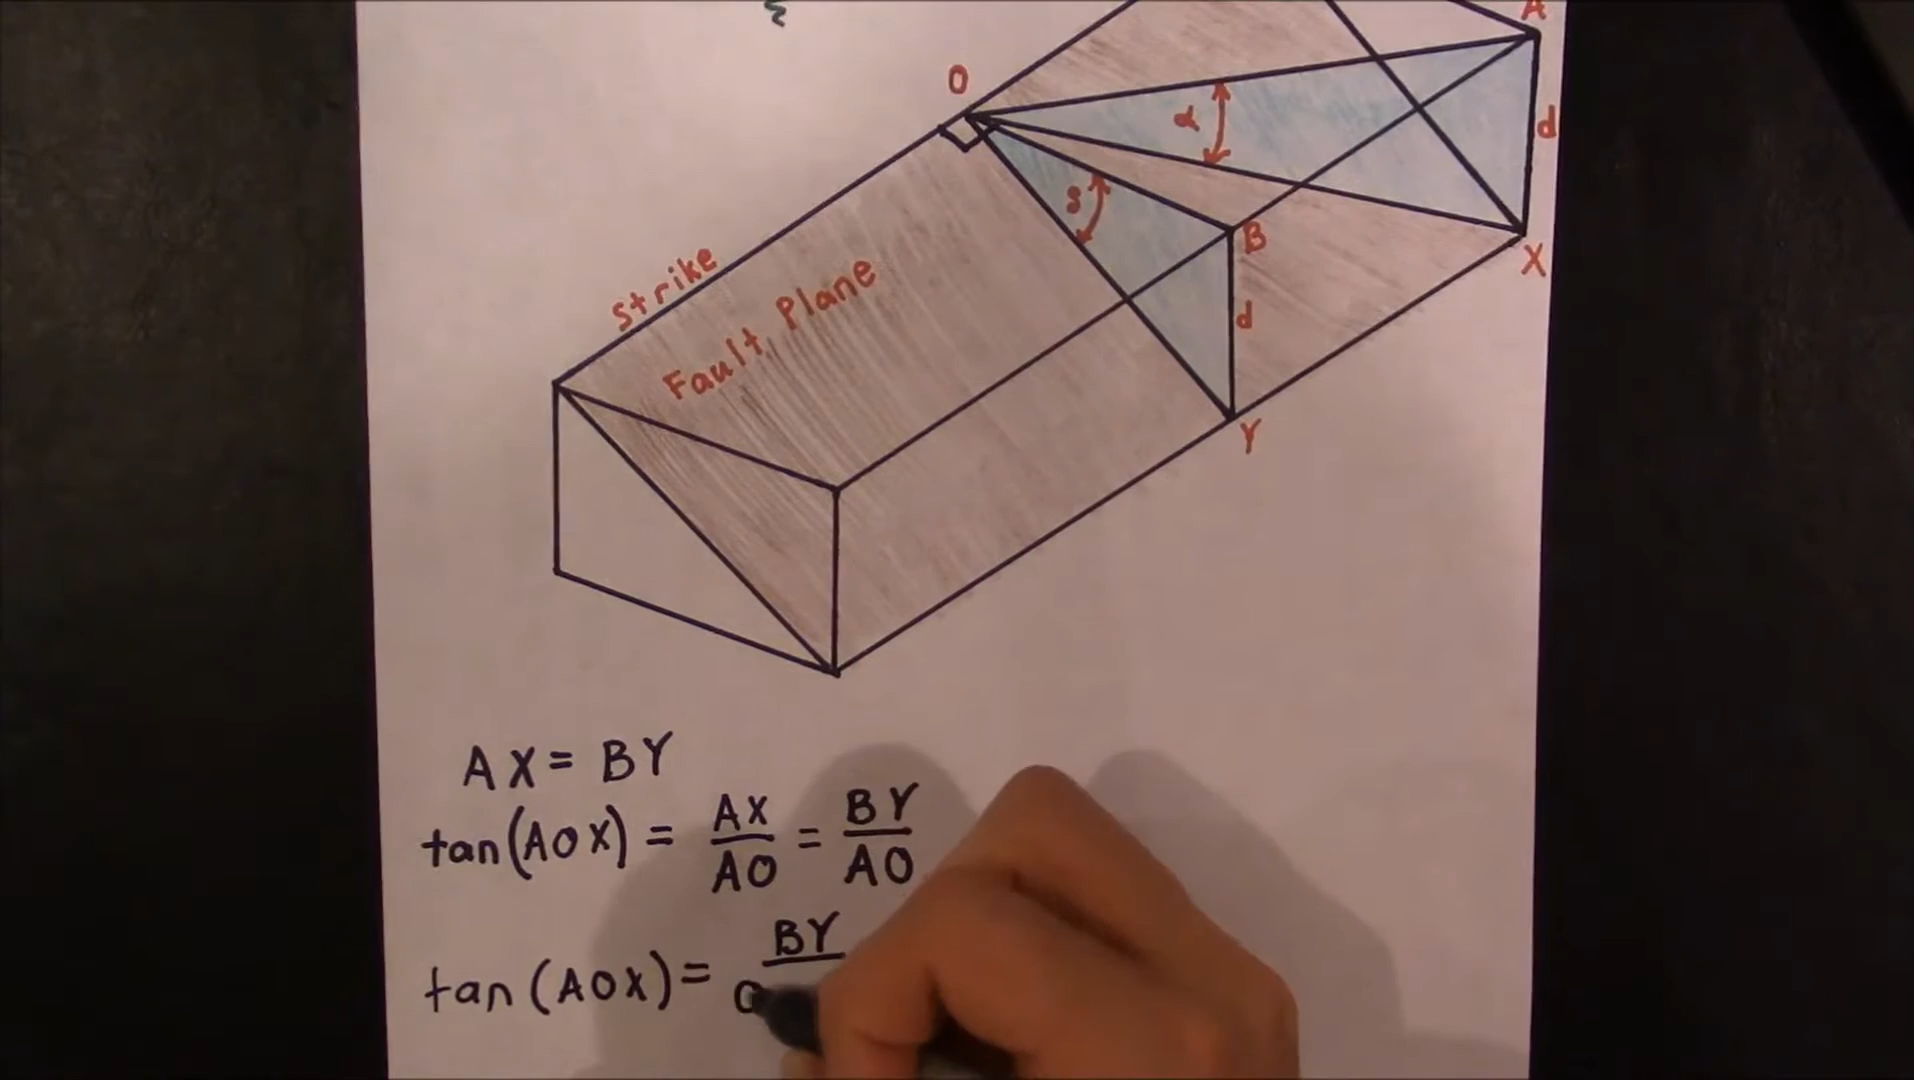 A
O
α
d
δ
B
X
strike
Fault Plane
d
Y
AX = BY
tan(AOX) = AX/AO = BY/AO
tan(AOX) = BY/O